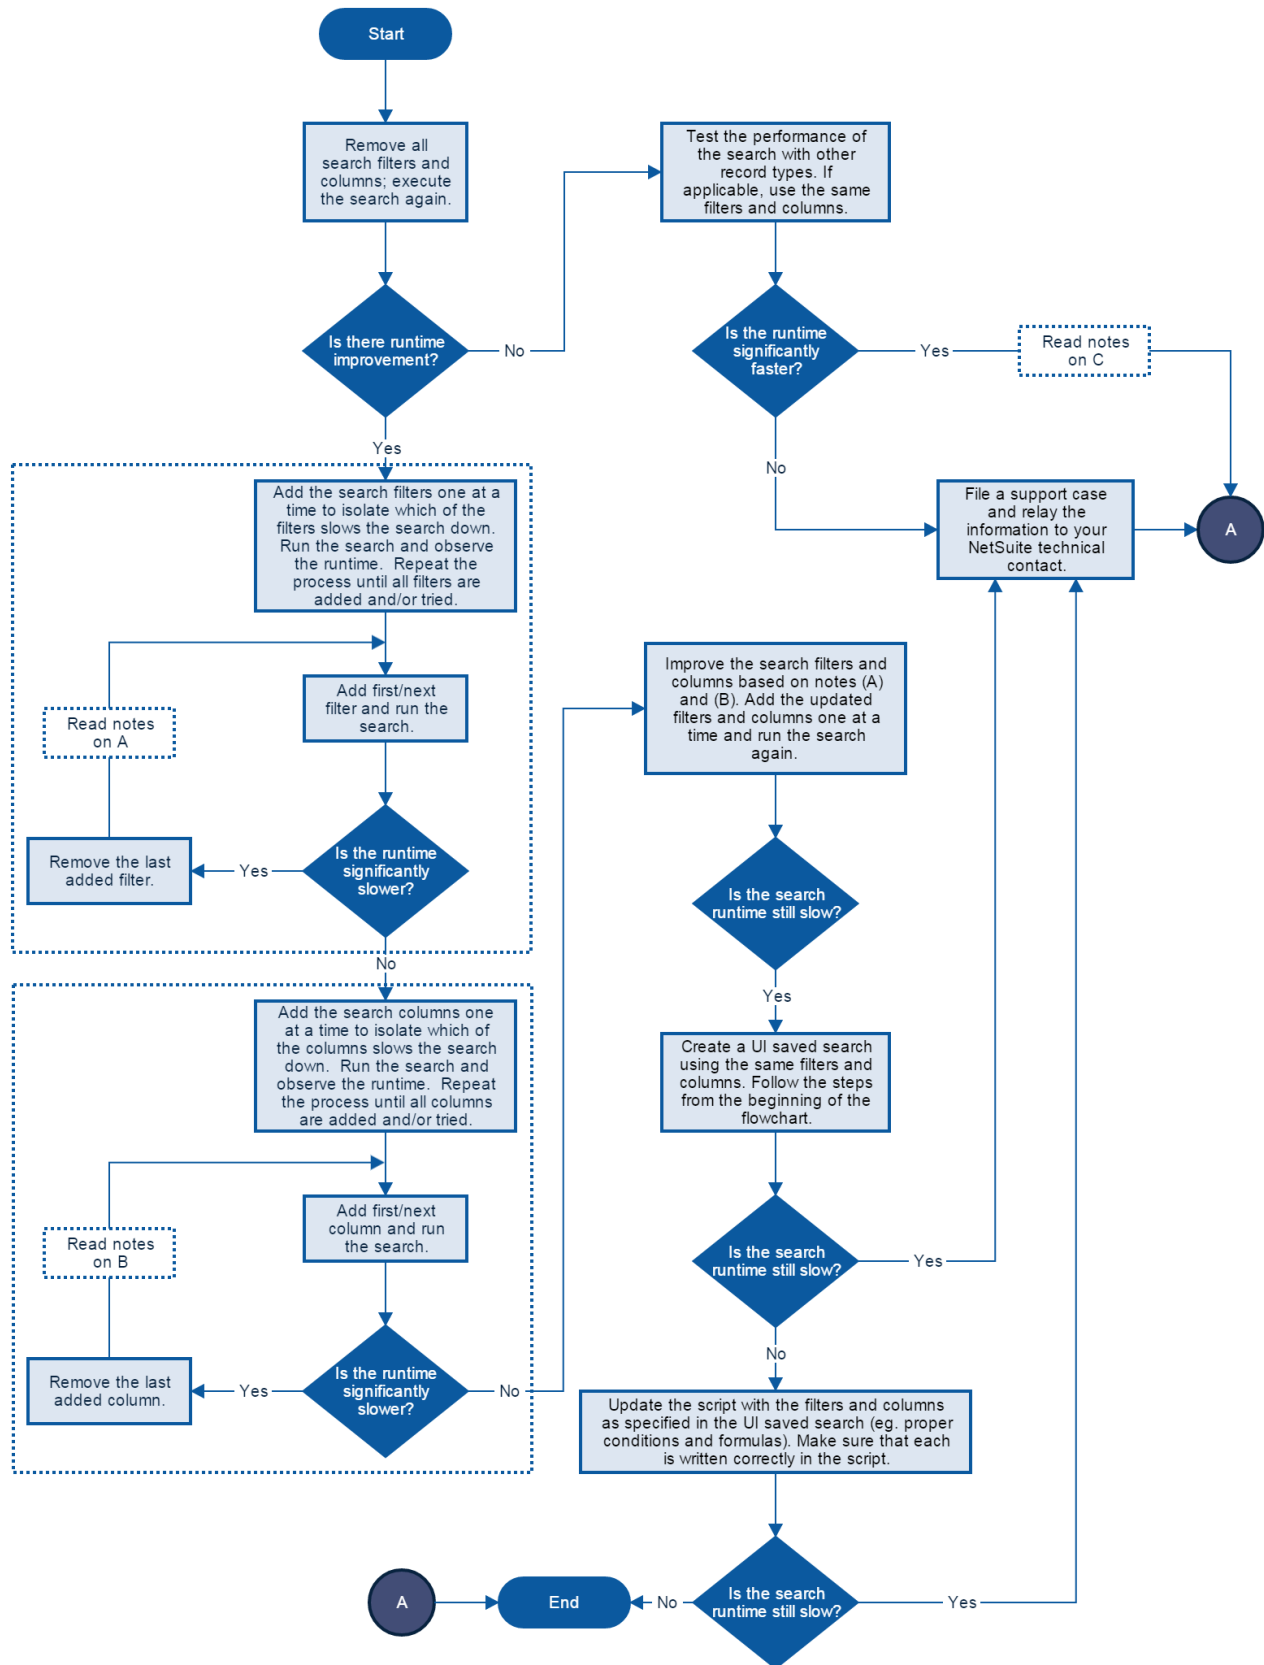 Start
Remove all
search filters and
columns; execute
the search again.
Test the performance of
the search with other
record types. If
applicable, use the same
filters and columns.
Is there runtime
improvement?
No
Is the runtime
significantly
faster?
Yes
Read notes
on C
Yes
No
Add the search filters one at a
time to isolate which of the
filters slows the search down.
Run the search and observe
the runtime. Repeat the
process until all filters are
added and/or tried.
File a support case
and relay the
information to your
NetSuite technical
contact.
A
Add first/next
filter and run the
search.
Read notes
on A
Improve the search filters and
columns based on notes (A)
and (B). Add the updated
filters and columns one at a
time and run the search
again.
Remove the last
added filter.
Yes
Is the runtime
significantly
slower?
Is the search
runtime still slow?
No
Yes
Add the search columns one
at a time to isolate which of
the columns slows the search
down. Run the search and
observe the runtime. Repeat
the process until all columns
are added and/or tried.
Create a UI saved search
using the same filters and
columns. Follow the steps
from the beginning of the
flowchart.
Add first/next
column and run
the search.
Read notes
on B
Is the search
runtime still slow?
Yes
No
Remove the last
added column.
Yes
Is the runtime
significantly
slower?
No
Update the script with the filters and columns
as specified in the UI saved search (eg. proper
conditions and formulas). Make sure that each
is written correctly in the script.
A
End
No
Is the search
runtime still slow?
Yes